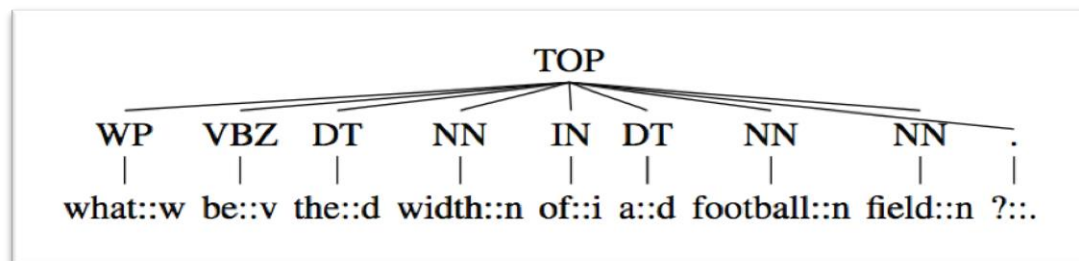 TOP
WP VBZ DT NN IN DT NN NN .
what::w be::v the::d width::n of::i a::d football::n field::n ?::.